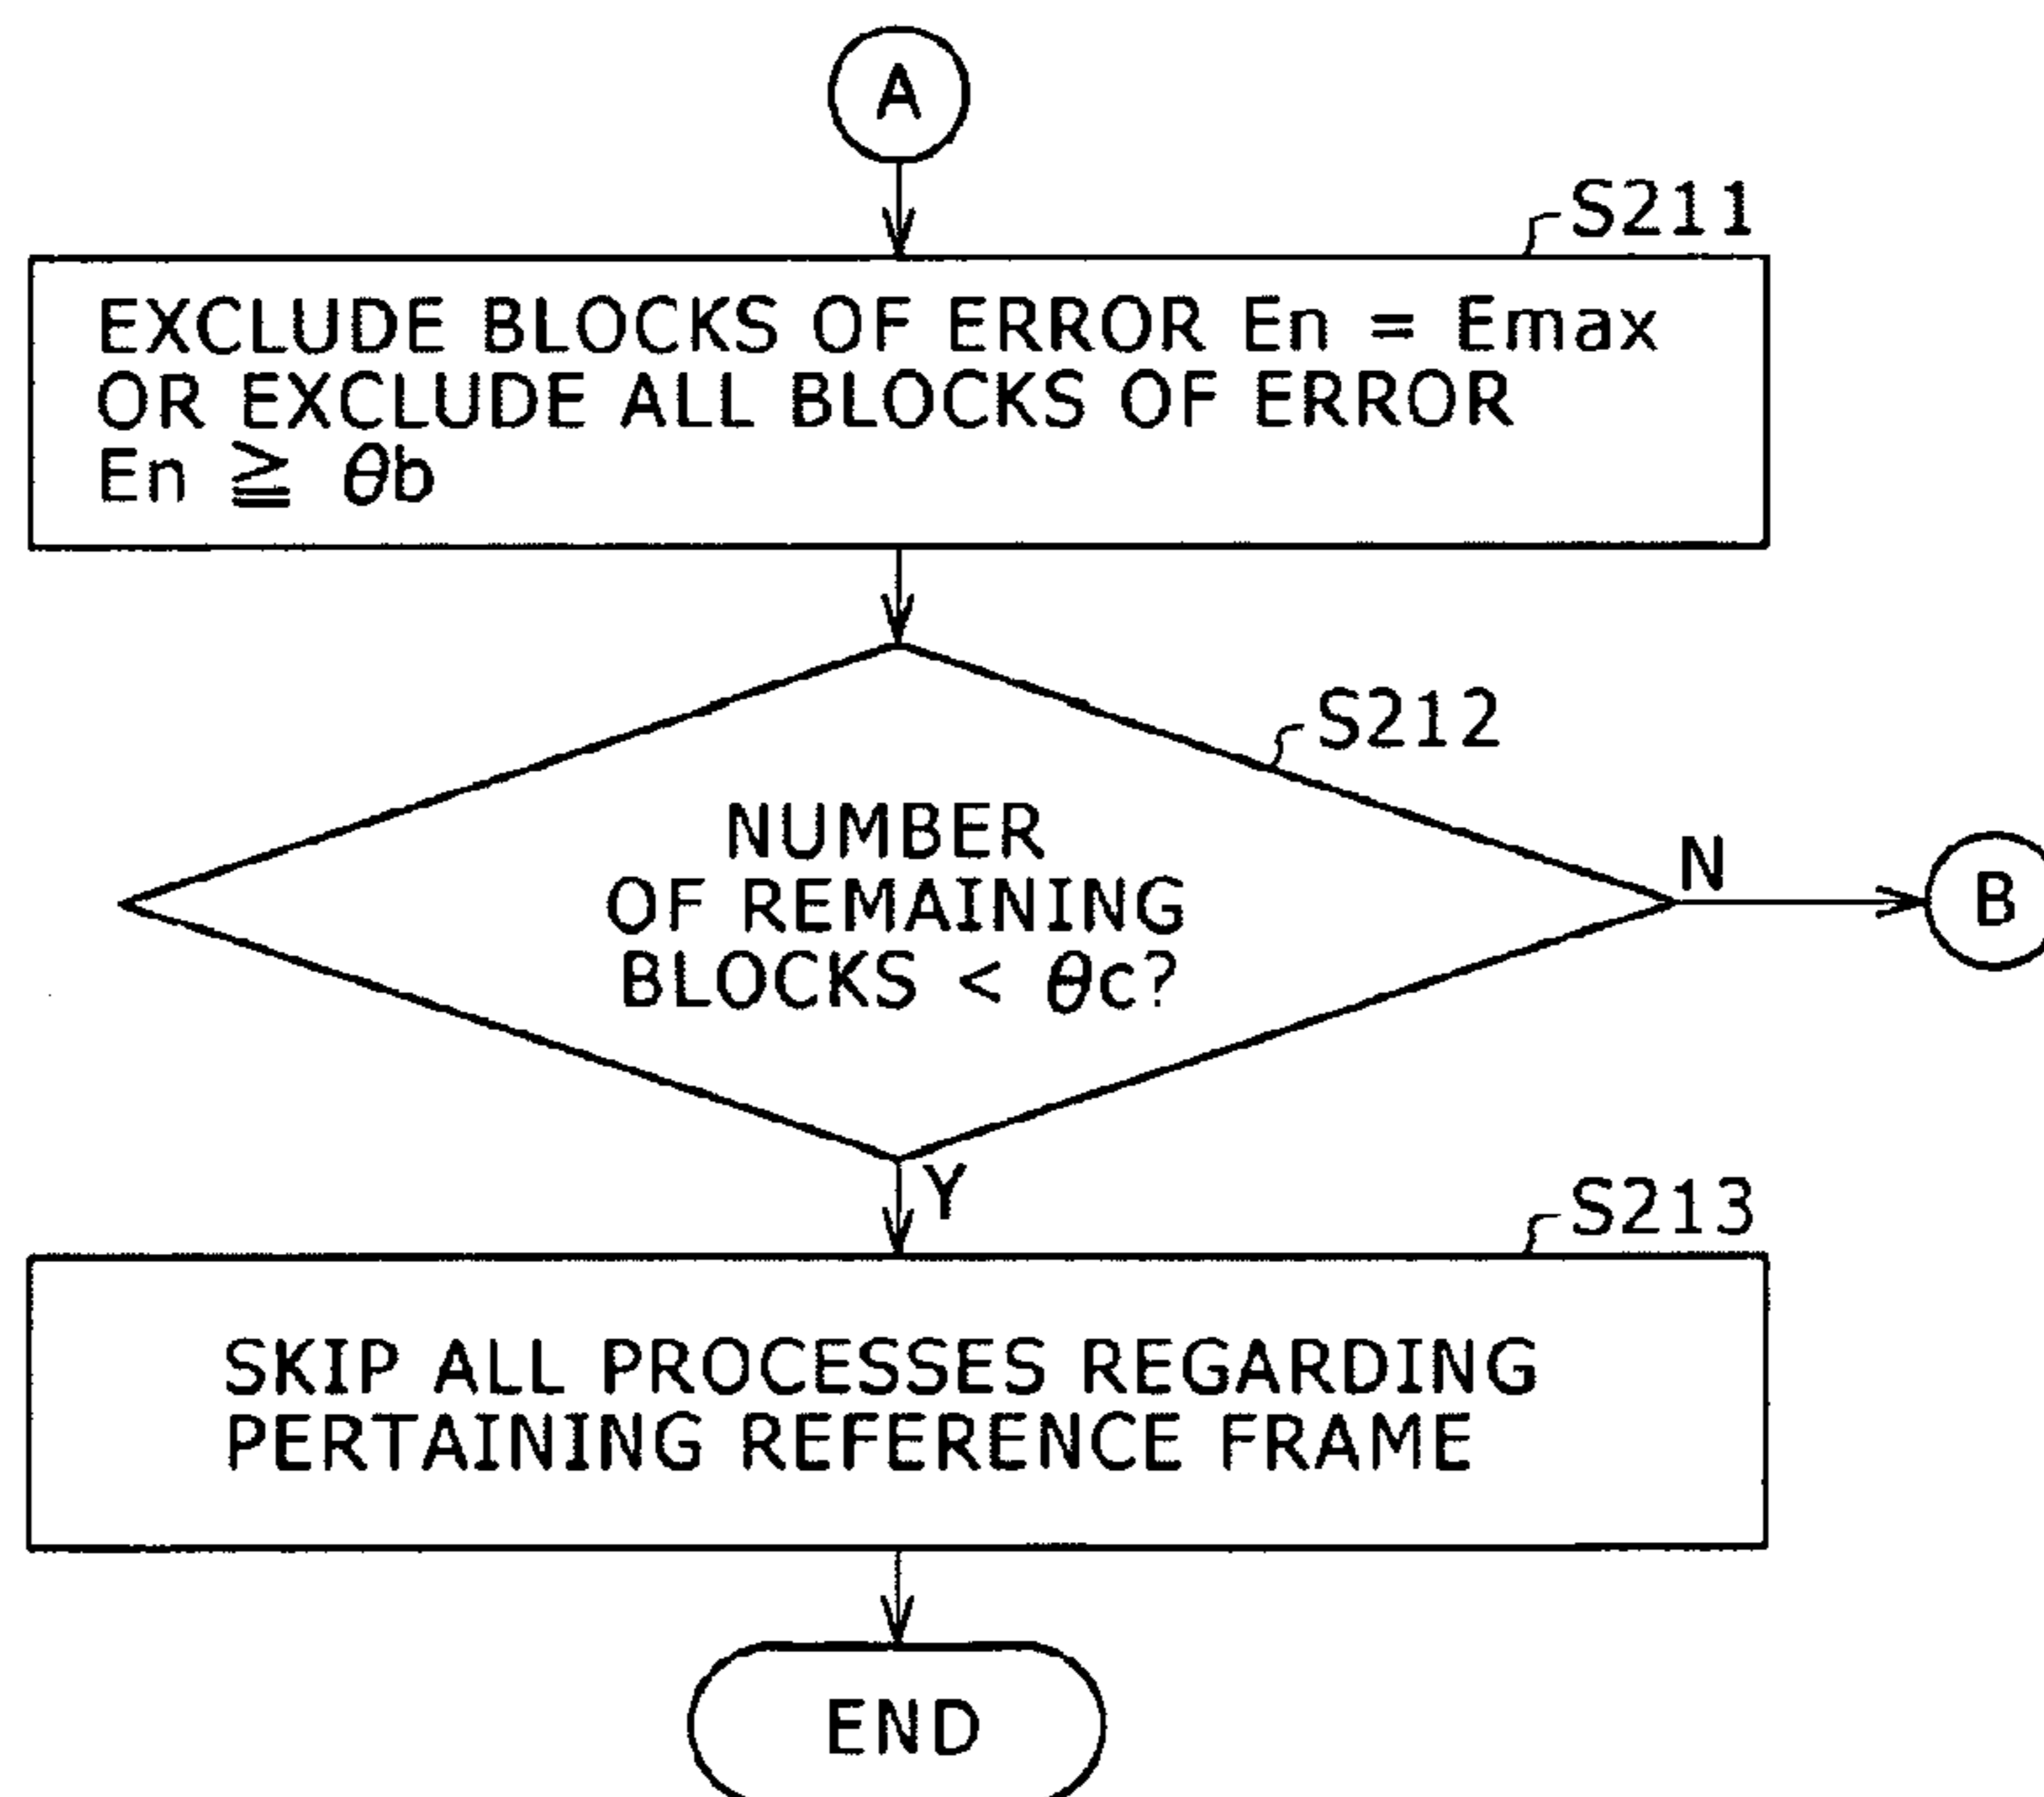 A
S211
EXCLUDE BLOCKS OF ERROR En = Emax
OR EXCLUDE ALL BLOCKS OF ERROR
En ≧ θb
S212
NUMBER
OF REMAINING
BLOCKS < θc?
N
B
Y
S213
SKIP ALL PROCESSES REGARDING
PERTAINING REFERENCE FRAME
END